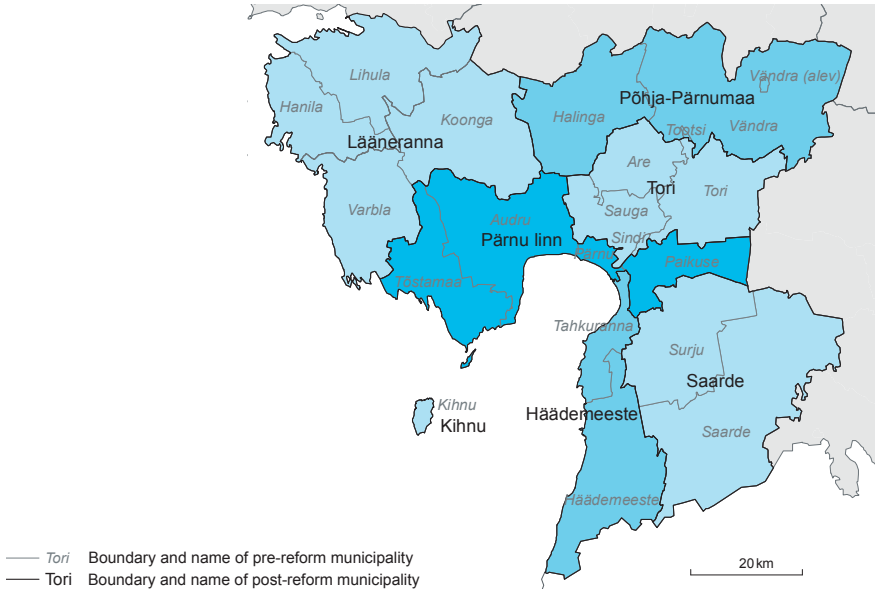 Lihula
Vändra (alev)
Hanila
Koonga
Halinga
Põhja-Pärnumaa
Tootsi
Vändra
Lääneranna
Are
Tori
Tori
Varbla
Sauga
Audru
Sindi
Pärnu linn
Pärnu
Paikuse
Tõstamaa
Tahkuranna
Surju
Saarde
Kihnu
Kihnu
Häädemeeste
Saarde
Häädemeeste
Tori Boundary and name of pre-reform municipality
Tori Boundary and name of post-reform municipality
20 km